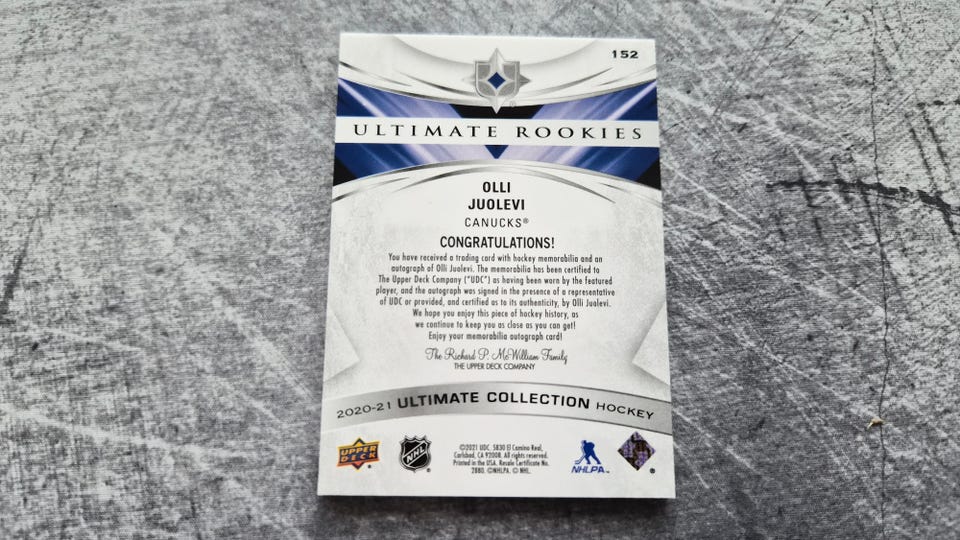 152
ULTIMATE ROOKIES
OLLI
JUOLEVI
CANUCKS®
CONGRATULATIONS!
You have received a trading card with hockey memorabilia and an
autograph of Olli Juolevi. The memorabilia has been certified to
The Upper Deck Company ("UDC") as having been worn by the featured
player, and the autograph was signed in the presence of a representative
of UDC or provided, and certified as to its authenticity, by Olli Juolevi.
We hope you enjoy this piece of hockey history, as
we continue to keep you as close as you can get!
Enjoy your memorabilia autograph card!
The Richard P. McWilliam Family
THE UPPER DECK COMPANY
2020-21 ULTIMATE COLLECTION HOCKEY
UPPER
DECK
NHL
©2021 UDC, 5830 El Camino Real,
Carlsbad, CA 92008. All rights reserved.
Printed in the USA. Resale Certificate No.
2880. ©NHLPA. © NHL.
NHLPA™